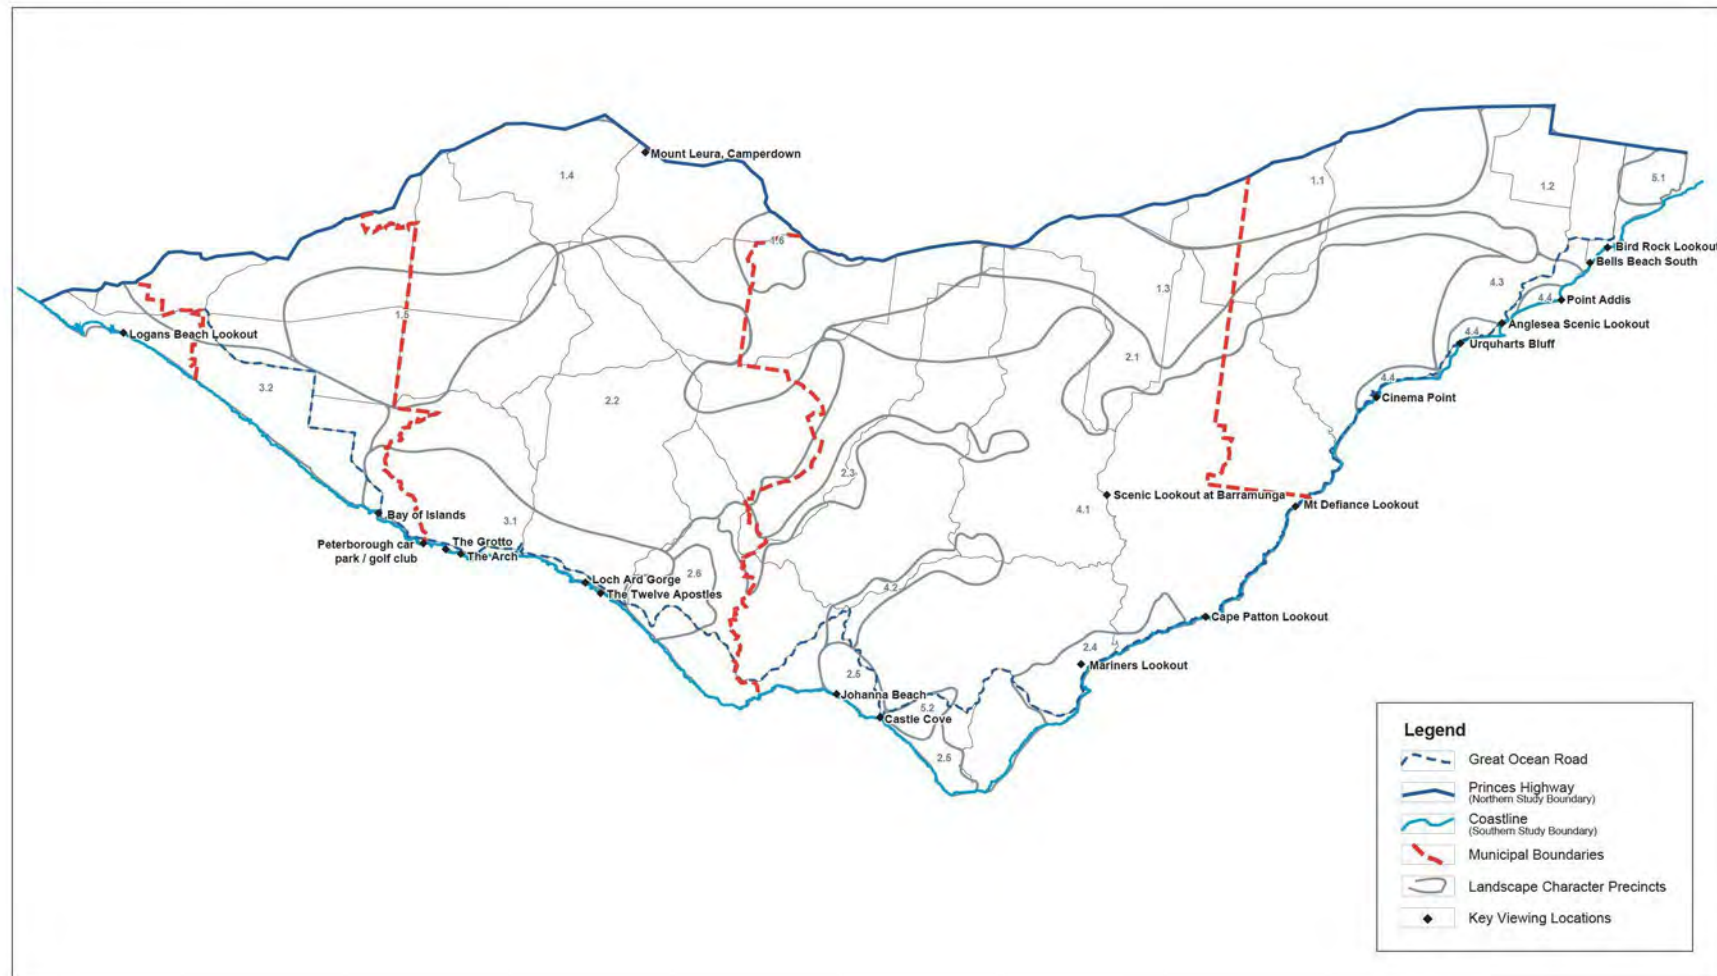 Mount Leura, Camperdown
1.4
1.1
1.2
5.1
1.6
Bird Rock Lookout
Bells Beach South
1.3
4.3
4.4
Point Addis
1.5
Anglesea Scenic Lookout
Logans Beach Lookout
4.4
Urquharts Bluff
2.1
4.4
3.2
2.2
Cinema Point
2.3
Scenic Lookout at Barramunga
Mt Defiance Lookout
4.1
Bay of Islands
3.1
Peterborough car
park / golf club
The Grotto
The Arch
Loch Ard Gorge
2.6
The Twelve Apostles
4.2
Cape Patton Lookout
2.4
Mariners Lookout
2.5
Johanna Beach
5.2
Castle Cove
2.5
Legend
Great Ocean Road
Princes Highway
(Northern Study Boundary)
Coastline
(Southern Study Boundary)
Municipal Boundaries
Landscape Character Precincts
Key Viewing Locations